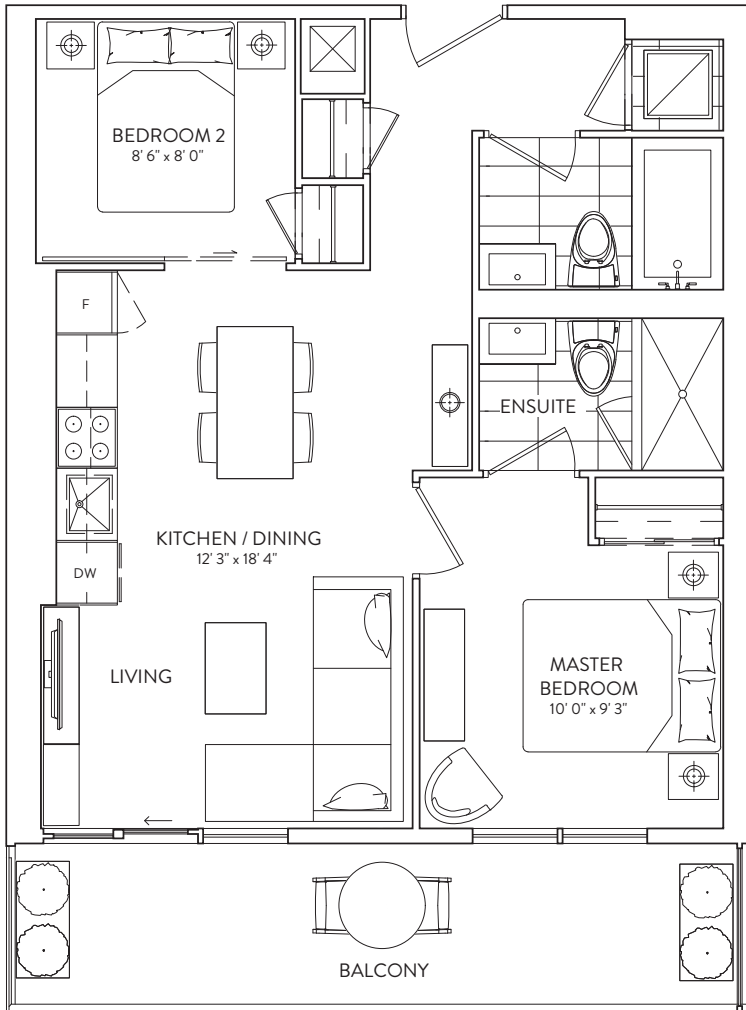 BEDROOM 2
8' 6" x 8' 0"
F
ENSUITE
KITCHEN / DINING
12' 3" x 18' 4"
DW
LIVING
MASTER
BEDROOM
10' 0" x 9' 3"
BALCONY